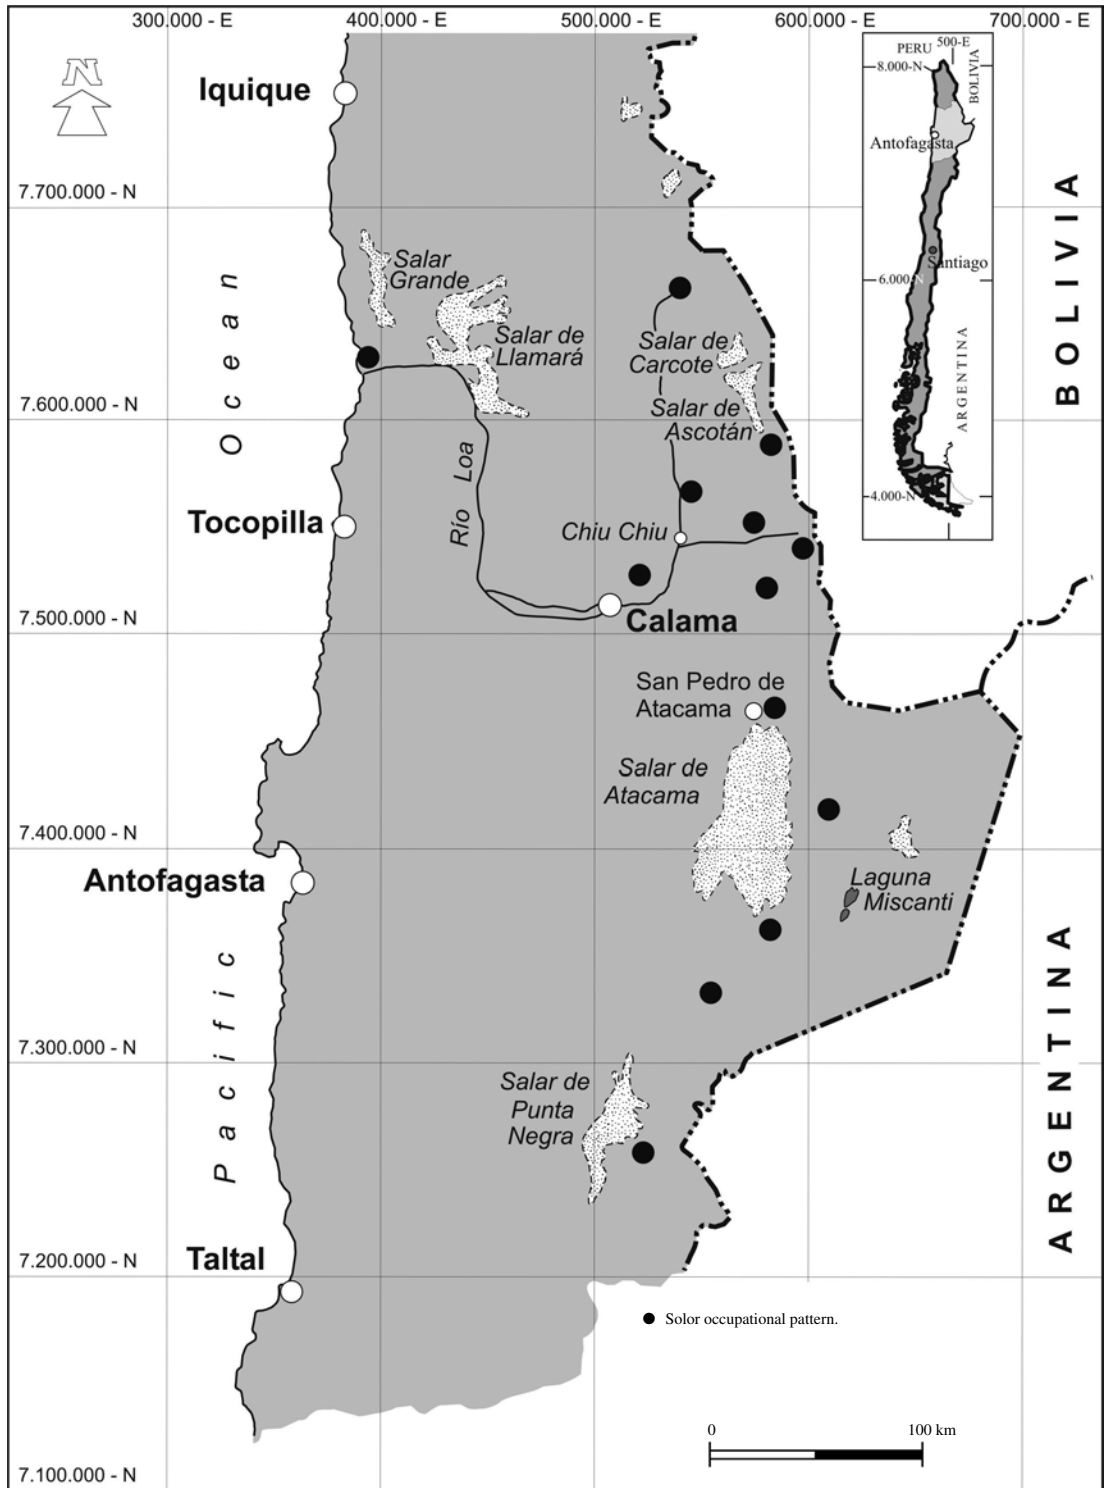 300.000 - E
400.000 - E
500.000 - E
600.000 - E
700.000 - E
N
Iquique
PERU
500-E
8.000-N
BOLIVIA
Antofagasta
Santiago
6.000-N
ARGENTINA
4.000-N
7.700.000 - N
BOLIVIA
Salar
Grande
Salar de
Llamará
Salar de
Carcote
Salar de
Ascotán
7.600.000 - N
Río Loa
Tocopilla
Chiu Chiu
Calama
7.500.000 - N
San Pedro de
Atacama
Salar de
Atacama
7.400.000 - N
Antofagasta
Laguna
Miscanti
Pacific Ocean
ARGENTINA
7.300.000 - N
Salar de
Punta
Negra
Taltal
7.200.000 - N
Solor occupational pattern.
0
100 km
7.100.000 - N